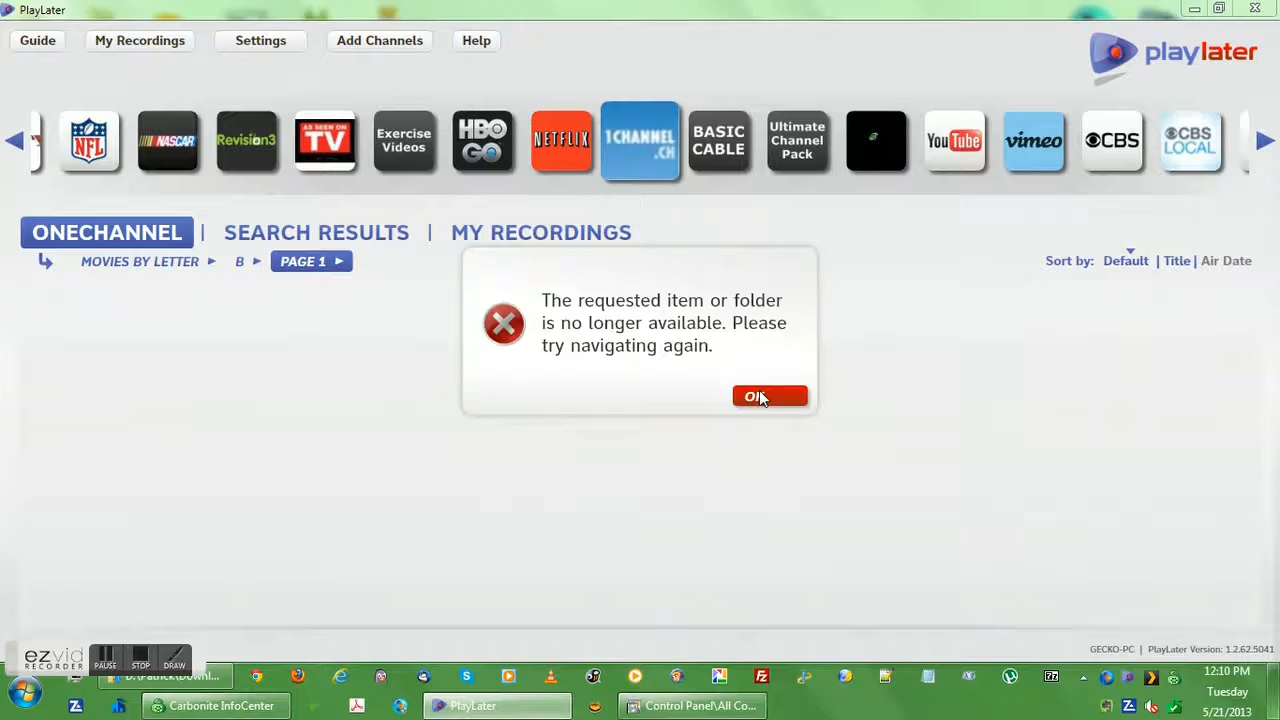 PlayLater
Guide
My Recordings
Settings
Add Channels
Help
playlater
NFL
NASCAR
Revision3
AS SEEN ON
TV
Exercise
Videos
HBO
GO
NETFLIX
1CHANNEL
.CH
BASIC
CABLE
Ultimate
Channel
Pack
YouTube
vimeo
CBS
CBS
LOCAL
ONECHANNEL | SEARCH RESULTS | MY RECORDINGS
MOVIES BY LETTER
B
PAGE 1
Sort by: Default | Title | Air Date
The requested item or folder
is no longer available. Please
try navigating again.
OK
ezvid
RECORDER
PAUSE
STOP
DRAW
GECKO-PC | PlayLater Version: 1.2.62.5041
12:10 PM
Tuesday
5/21/2013
Carbonite InfoCenter
PlayLater
Control Panel\All Co...